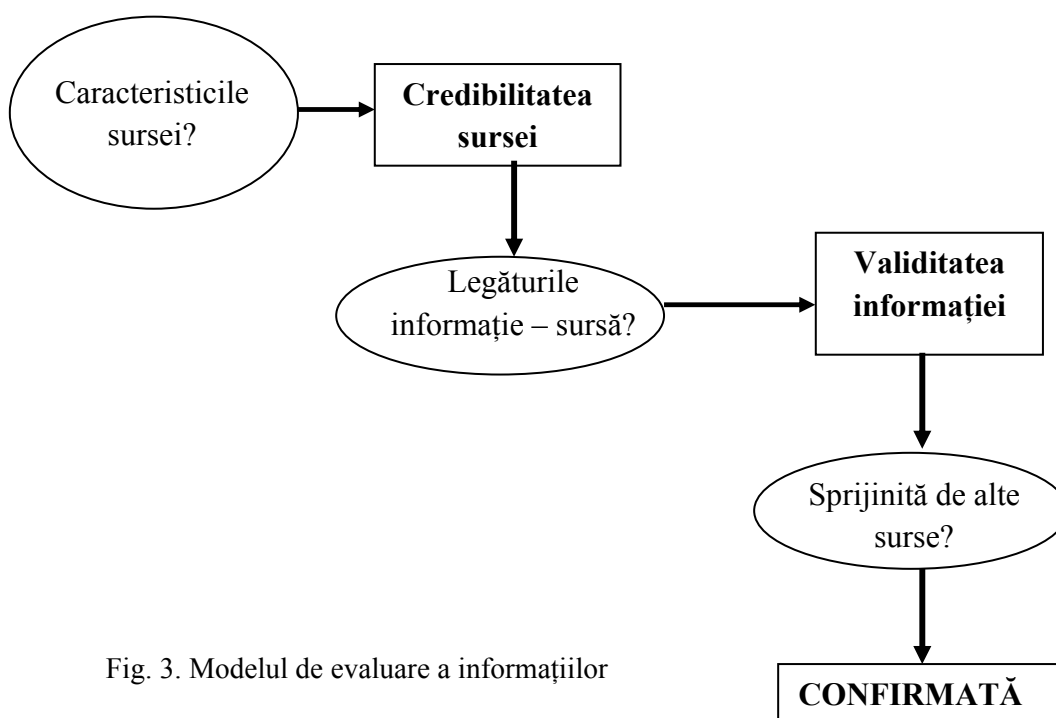 Caracteristicile
sursei?
Credibilitatea
sursei
Legăturile
informație – sursă?
Validitatea
informației
Sprijinită de alte
surse?
Fig. 3. Modelul de evaluare a informațiilor
CONFIRMATĂ